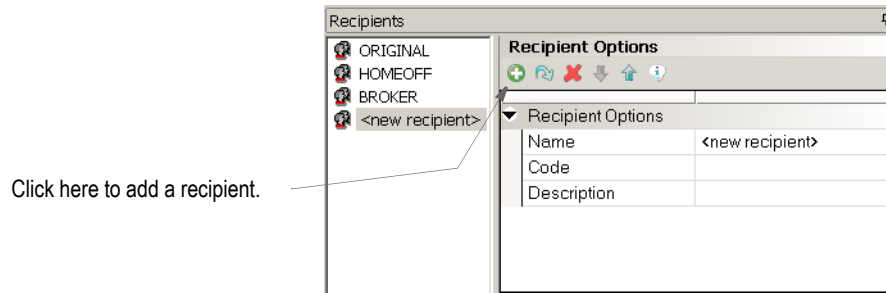 Recipients
ORIGINAL
HOMEOFF
BROKER
<new recipient>
Recipient Options
Recipient Options
Name <new recipient>
Code
Description
Click here to add a recipient.